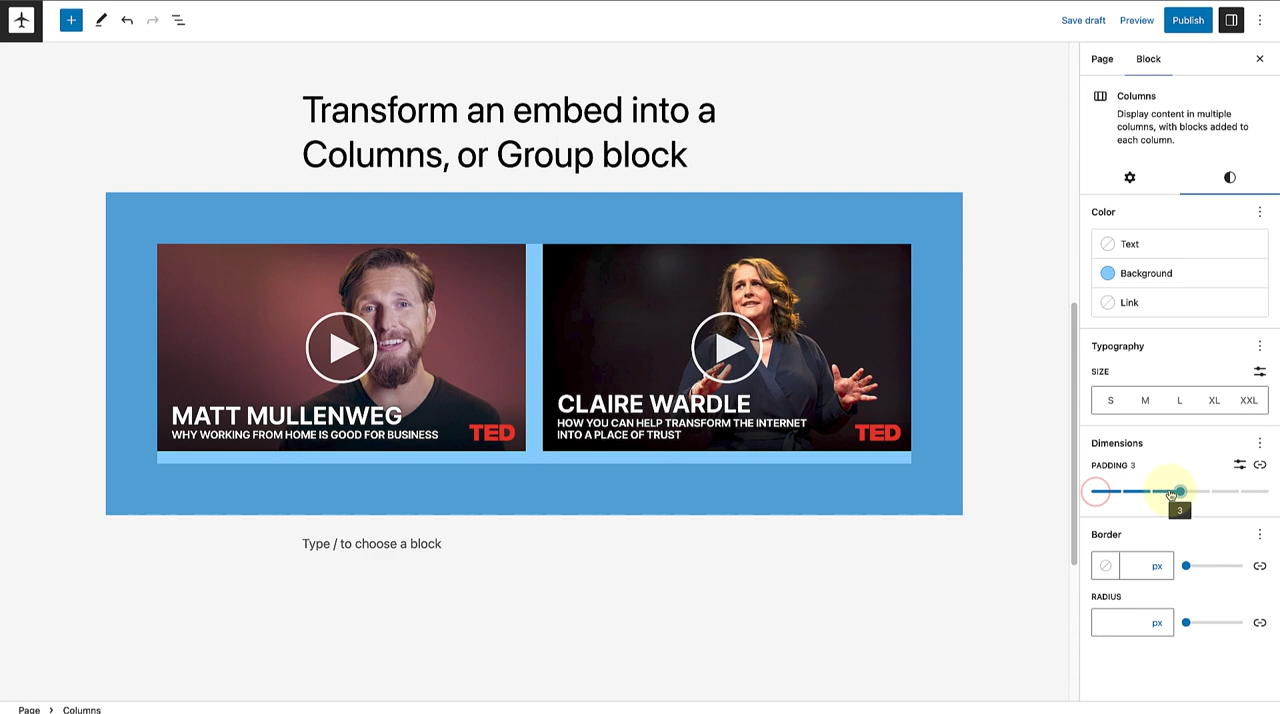 Save draft
Preview
Publish
Transform an embed into a
Columns, or Group block
MATT MULLENWEG
WHY WORKING FROM HOME IS GOOD FOR BUSINESS
TED
CLAIRE WARDLE
HOW YOU CAN HELP TRANSFORM THE INTERNET
INTO A PLACE OF TRUST
TED
Type / to choose a block
Page
Block
Columns
Display content in multiple
columns, with blocks added to
each column.
Color
Text
Background
Link
Typography
SIZE
S M L XL XXL
Dimensions
PADDING 3
3
Border
px
RADIUS
px
Page > Columns